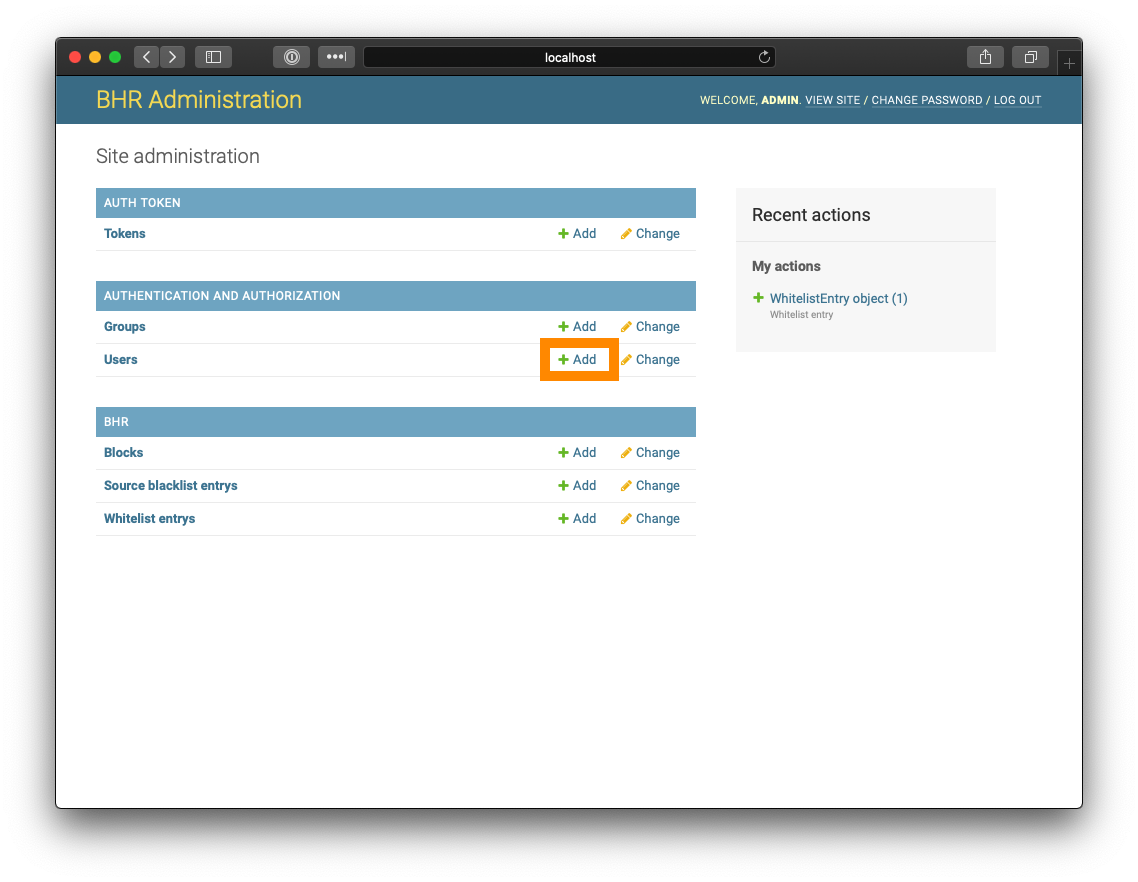 localhost
BHR Administration
WELCOME, ADMIN. VIEW SITE / CHANGE PASSWORD / LOG OUT
Site administration
AUTH TOKEN
Tokens Add Change
AUTHENTICATION AND AUTHORIZATION
Groups Add Change
Users Add Change
BHR
Blocks Add Change
Source blacklist entrys Add Change
Whitelist entrys Add Change
Recent actions
My actions
WhitelistEntry object (1)
Whitelist entry